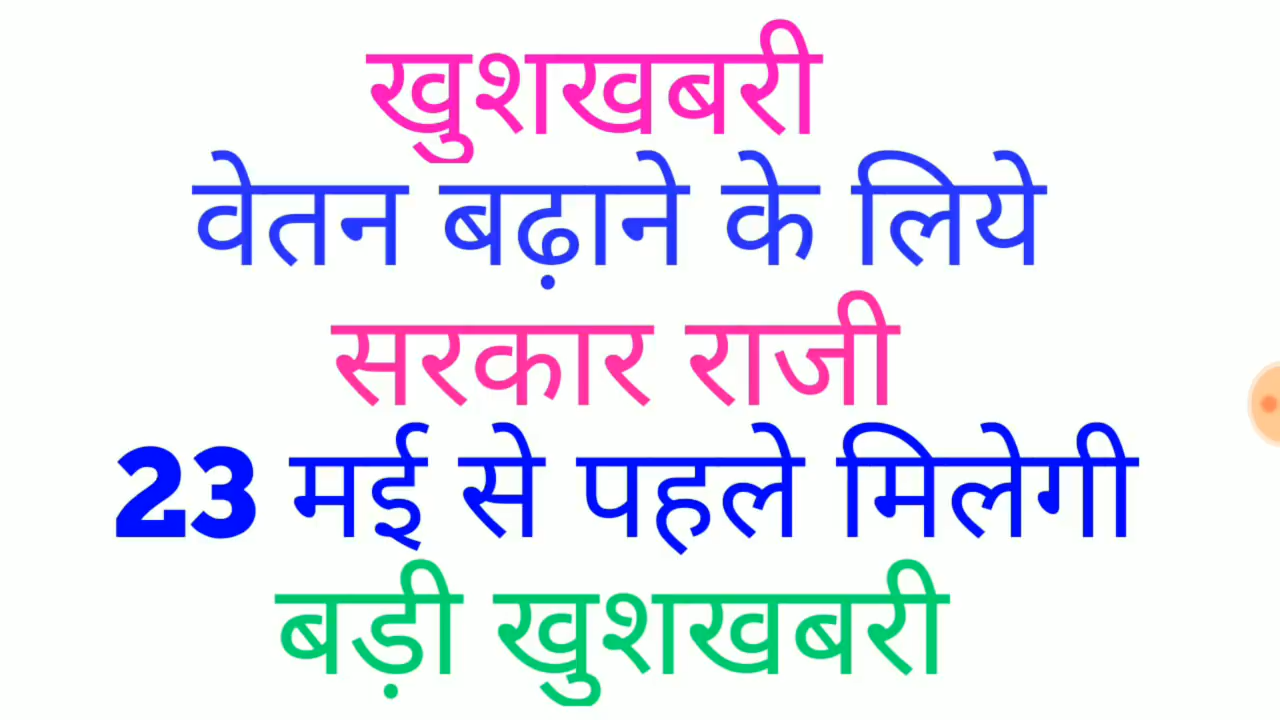 खुशखबरी
वेतन बढ़ाने के लिये
सरकार राजी
23 मई से पहले मिलेगी
बड़ी खुशखबरी